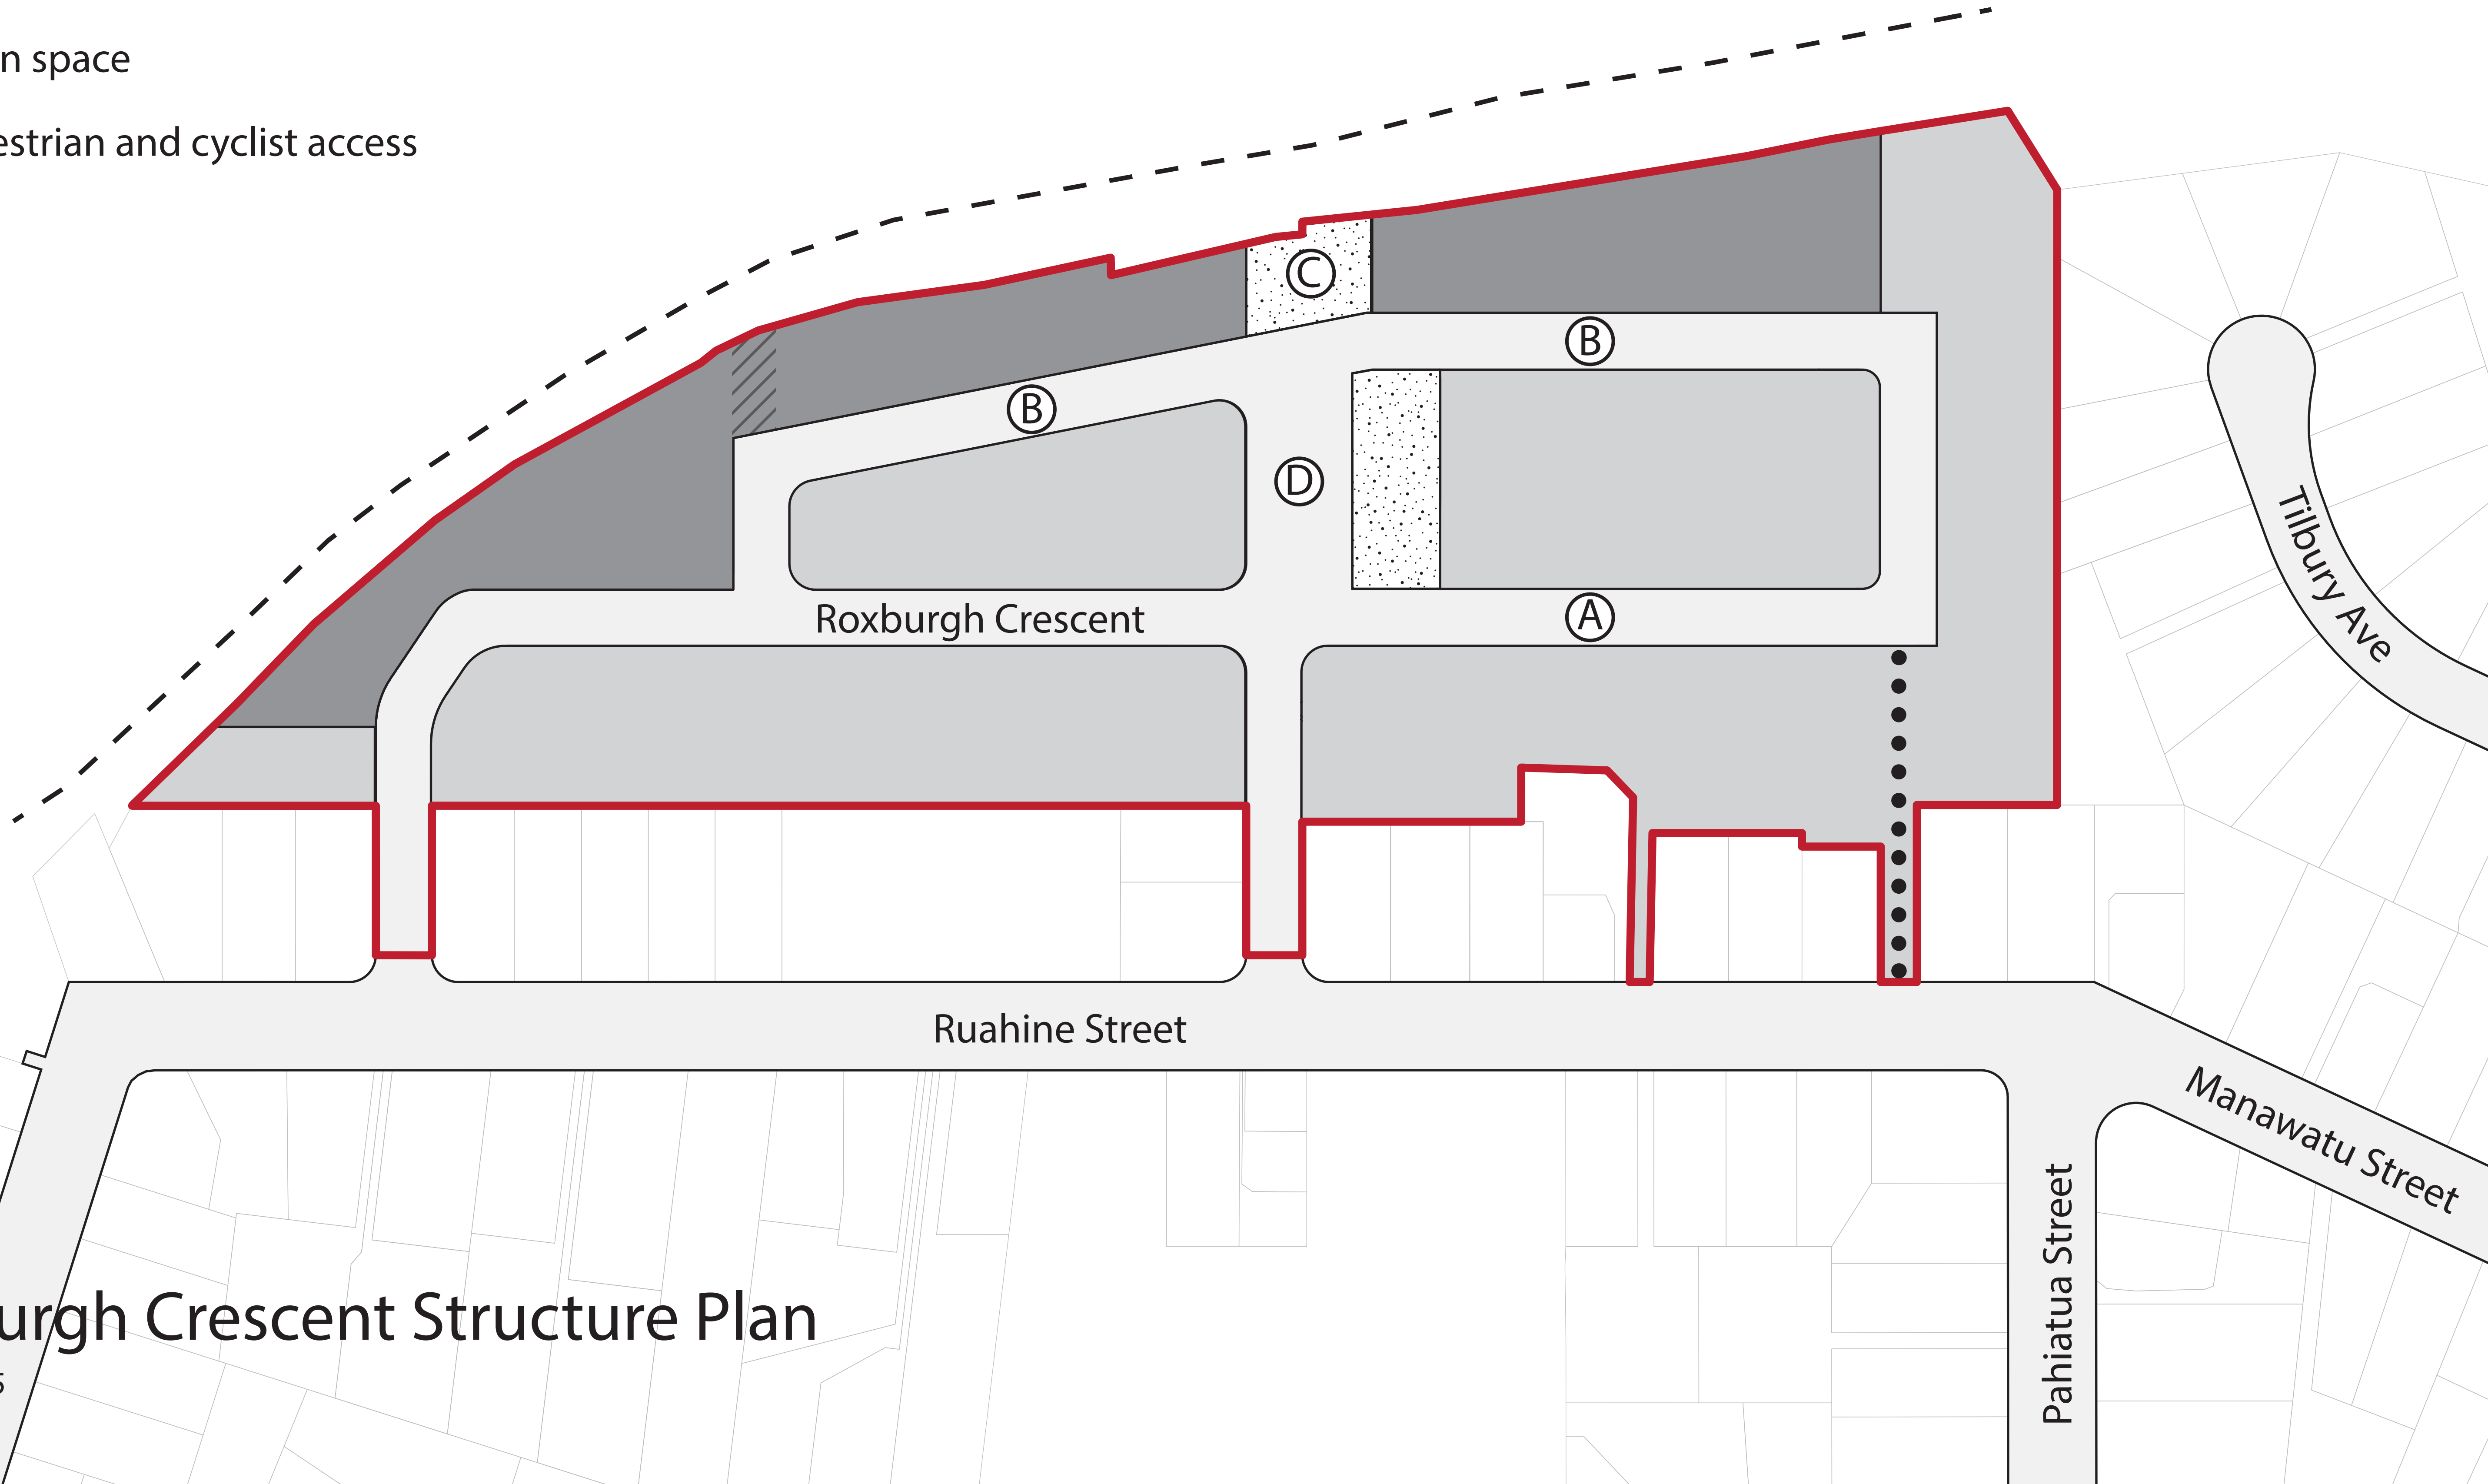 n space
estrian and cyclist access
C
B
B
D
Tilbury Ave
Roxburgh Crescent
A
Ruahine Street
Manawatu Street
Pahiatua Street
urgh Crescent Structure Plan
s